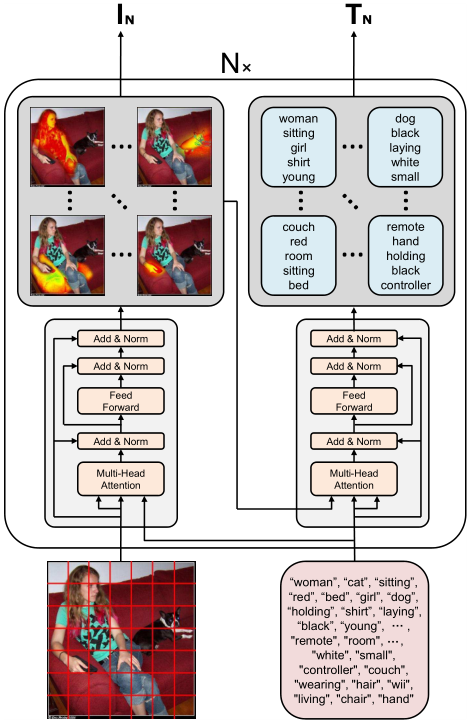 I_N
T_N
N×
woman
sitting
girl
shirt
young
dog
black
laying
white
small
couch
red
room
sitting
bed
remote
hand
holding
black
controller
Add & Norm
Add & Norm
Feed
Forward
Add & Norm
Multi-Head
Attention
Add & Norm
Add & Norm
Feed
Forward
Add & Norm
Multi-Head
Attention
“woman”, “cat”, “sitting”,
“red”, “bed”, “girl”, “dog”,
“holding”, “shirt”, “laying”,
“black”, “young”, ··· ,
"remote", "room", ··· ,
"white", "small",
"controller", "couch",
"wearing", "hair", "wii",
"living", "chair", "hand"